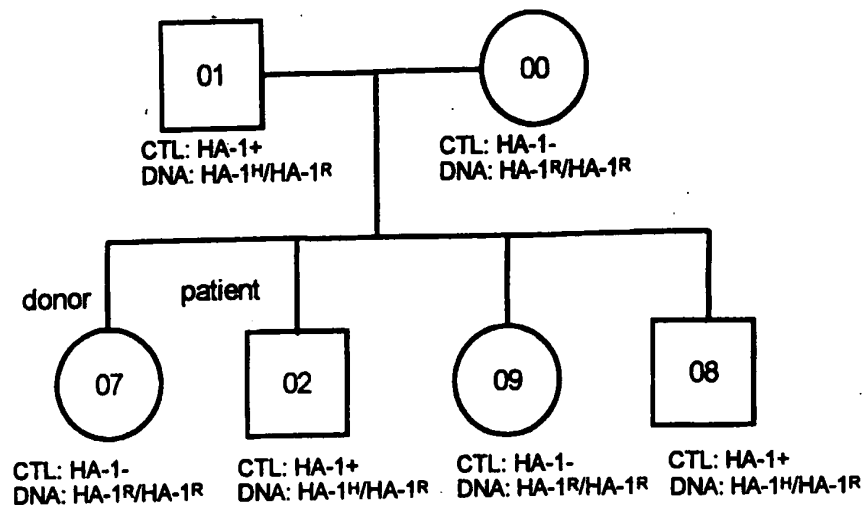 01
00
CTL: HA-1+
DNA: HA-1ᴴ/HA-1ᴿ
CTL: HA-1-
DNA: HA-1ᴿ/HA-1ᴿ
donor
patient
07
02
09
08
CTL: HA-1-
DNA: HA-1ᴿ/HA-1ᴿ
CTL: HA-1+
DNA: HA-1ᴴ/HA-1ᴿ
CTL: HA-1-
DNA: HA-1ᴿ/HA-1ᴿ
CTL: HA-1+
DNA: HA-1ᴴ/HA-1ᴿ